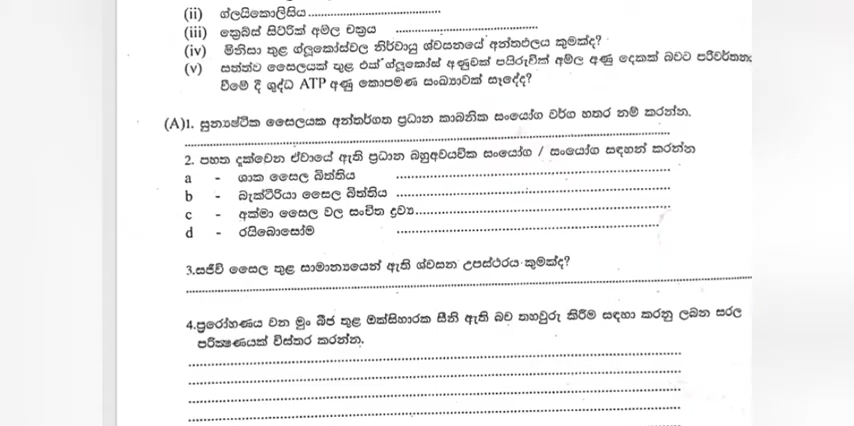 (ii) ග්ලයිකොලිසිය ........................................
(iii) ක්‍රෙබ්ස් සිට්රික් අම්ල චක්‍රය ........................................
(iv) මිනිසා තුළ ග්ලූකෝස්වල නිර්වායු ශ්වසනයේ අන්තඵලය කුමක්ද?
(v) සත්ත්ව සෛලයක් තුළ එක් ග්ලූකෝස් අණුවක් පයිරුවික් අම්ල අණු දෙකක් බවට පරිවර්තන
වීමේ දී ශුද්ධ ATP අණු කොපමණ සංඛ්‍යාවක් සෑදේද?
(A)1. සුන්‍යෂ්ටික සෛලයක අන්තර්ගත ප්‍රධාන කාබනික සංයෝග වර්ග හතර නම් කරන්න.
................................................................................
2. පහත දැක්වෙන ඒවායේ ඇති ප්‍රධාන බහුඅවයවික සංයෝග / සංයෝග සඳහන් කරන්න
a - ශාක සෛල බිත්තිය ........................................
b - බැක්ටීරියා සෛල බිත්තිය ........................................
c - අක්මා සෛල වල සංචිත ද්‍රව්‍ය........................................
d - රයිබොසෝම ........................................
3.සජීවී සෛල තුළ සාමාන්‍යයෙන් ඇති ශ්වසන උපස්ථරය කුමක්ද?
................................................................................
4.ප්‍රරෝහණය වන මුං බීජ තුළ ඔක්සිහාරක සීනි ඇති බව තහවුරු කිරීම සඳහා කරනු ලබන සරල
පරීක්‍ෂණයක් විස්තර කරන්න.
................................................................................
................................................................................
................................................................................
................................................................................